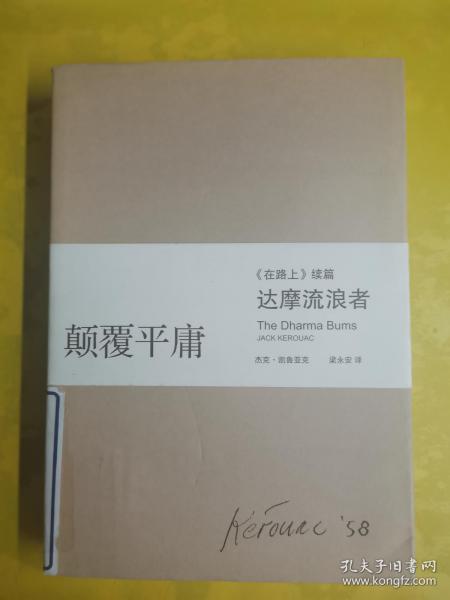 《在路上》续篇
达摩流浪者
The Dharma Bums
JACK KEROUAC
颠覆平庸
杰克·凯鲁亚克 梁永安 译
Kerouac '58
孔夫子旧书网
www.kongfz.com